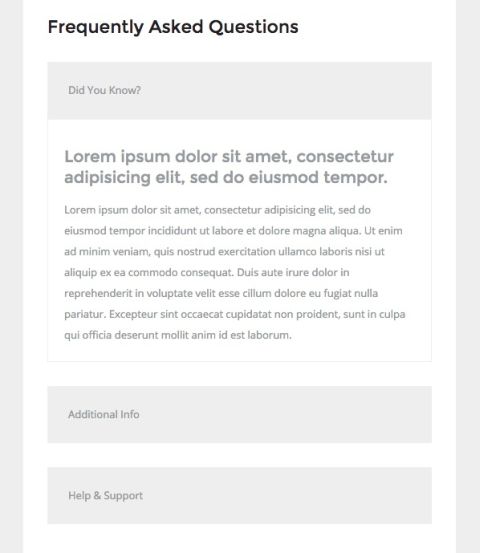 Frequently Asked Questions
Did You Know?
Lorem ipsum dolor sit amet, consectetur
adipisicing elit, sed do eiusmod tempor.
Lorem ipsum dolor sit amet, consectetur adipisicing elit, sed do
eiusmod tempor incididunt ut labore et dolore magna aliqua. Ut enim
ad minim veniam, quis nostrud exercitation ullamco laboris nisi ut
aliquip ex ea commodo consequat. Duis aute irure dolor in
reprehenderit in voluptate velit esse cillum dolore eu fugiat nulla
pariatur. Excepteur sint occaecat cupidatat non proident, sunt in culpa
qui officia deserunt mollit anim id est laborum.
Additional Info
Help & Support